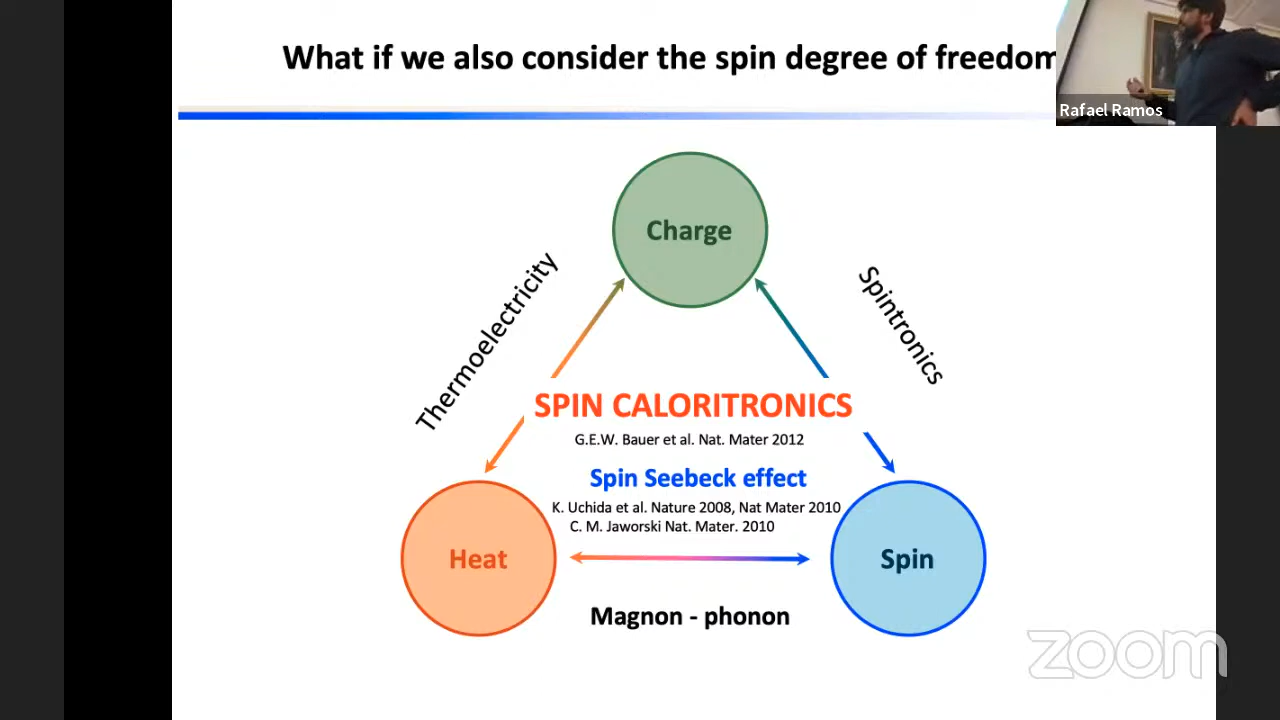 What if we also consider the spin degree of freedom
Rafael Ramos
Charge
Thermoelectricity
Spintronics
SPIN CALORITRONICS
G.E.W. Bauer et al. Nat. Mater 2012
Spin Seebeck effect
K. Uchida et al. Nature 2008, Nat Mater 2010
C. M. Jaworski Nat. Mater. 2010
Heat
Spin
Magnon - phonon
zoom